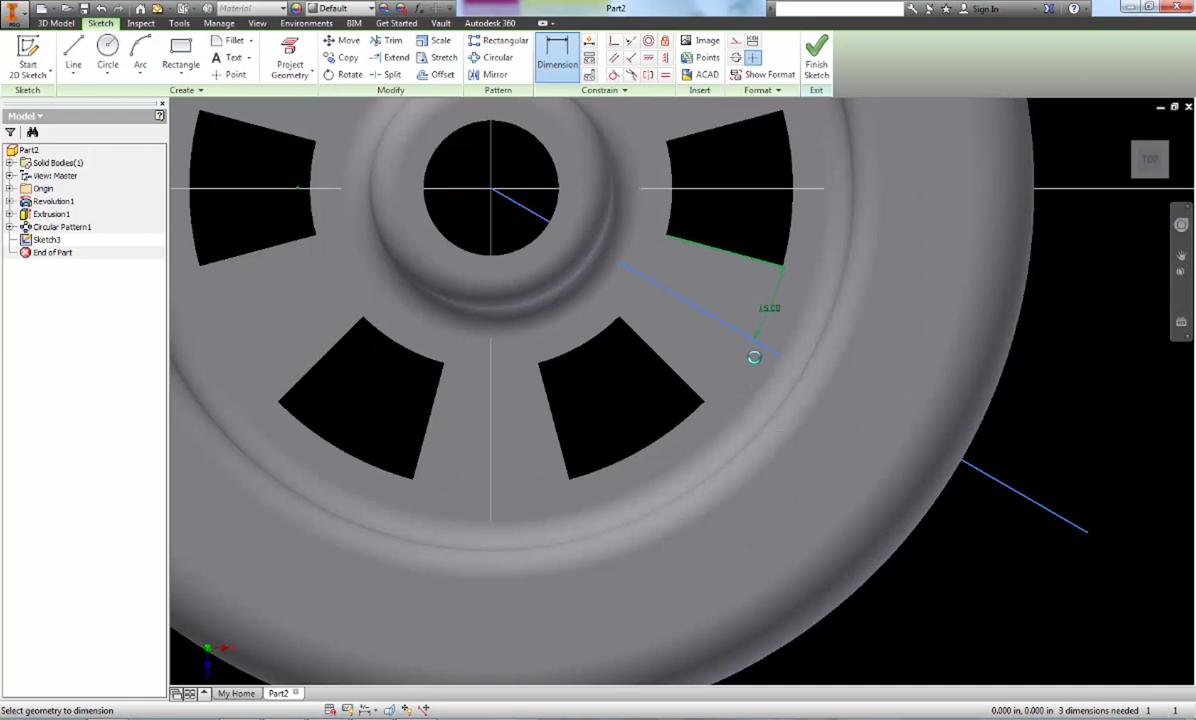 PRO
Material
Default
Part2
Sign In
3D Model
Sketch
Inspect
Tools
Manage
View
Environments
BIM
Get Started
Vault
Autodesk 360
Start
2D Sketch
Line
Circle
Arc
Rectangle
Fillet
Text
Point
Project
Geometry
Move
Copy
Rotate
Trim
Extend
Split
Scale
Stretch
Offset
Rectangular
Circular
Mirror
Dimension
Image
Points
ACAD
Show Format
Finish
Sketch
Sketch
Create
Modify
Pattern
Constrain
Insert
Format
Exit
Model
Part2
Solid Bodies(1)
View: Master
Origin
Revolution1
Extrusion1
Circular Pattern1
Sketch3
End of Part
TOP
15.00
My Home
Part2
Select geometry to dimension
0.000 in, 0.000 in 3 dimensions needed 1 1